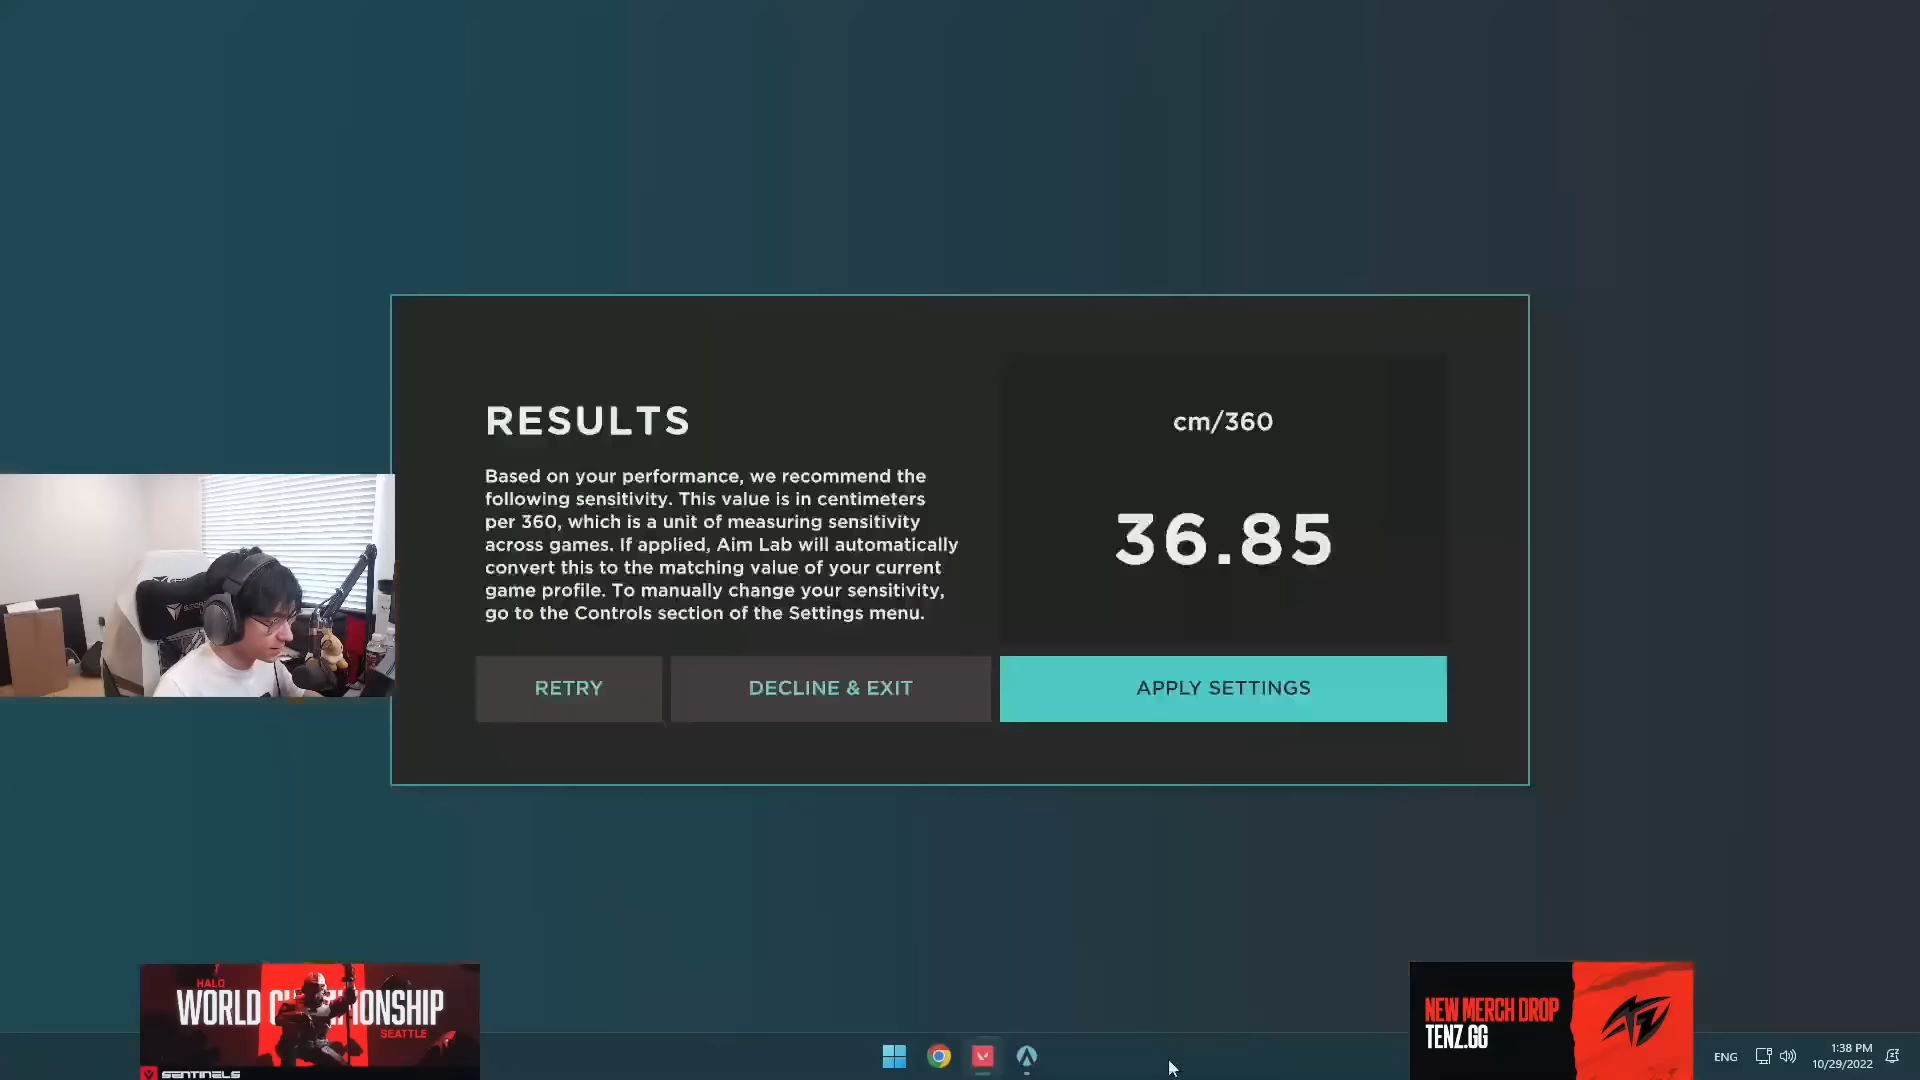 RESULTS
Based on your performance, we recommend the
following sensitivity. This value is in centimeters
per 360, which is a unit of measuring sensitivity
across games. If applied, Aim Lab will automatically
convert this to the matching value of your current
game profile. To manually change your sensitivity,
go to the Controls section of the Settings menu.
cm/360
36.85
RETRY
DECLINE & EXIT
APPLY SETTINGS
HALO
WORLD CHAMPIONSHIP
SEATTLE
SENTINELS
NEW MERCH DROP
TENZ.GG
ENG
1:38 PM
10/29/2022